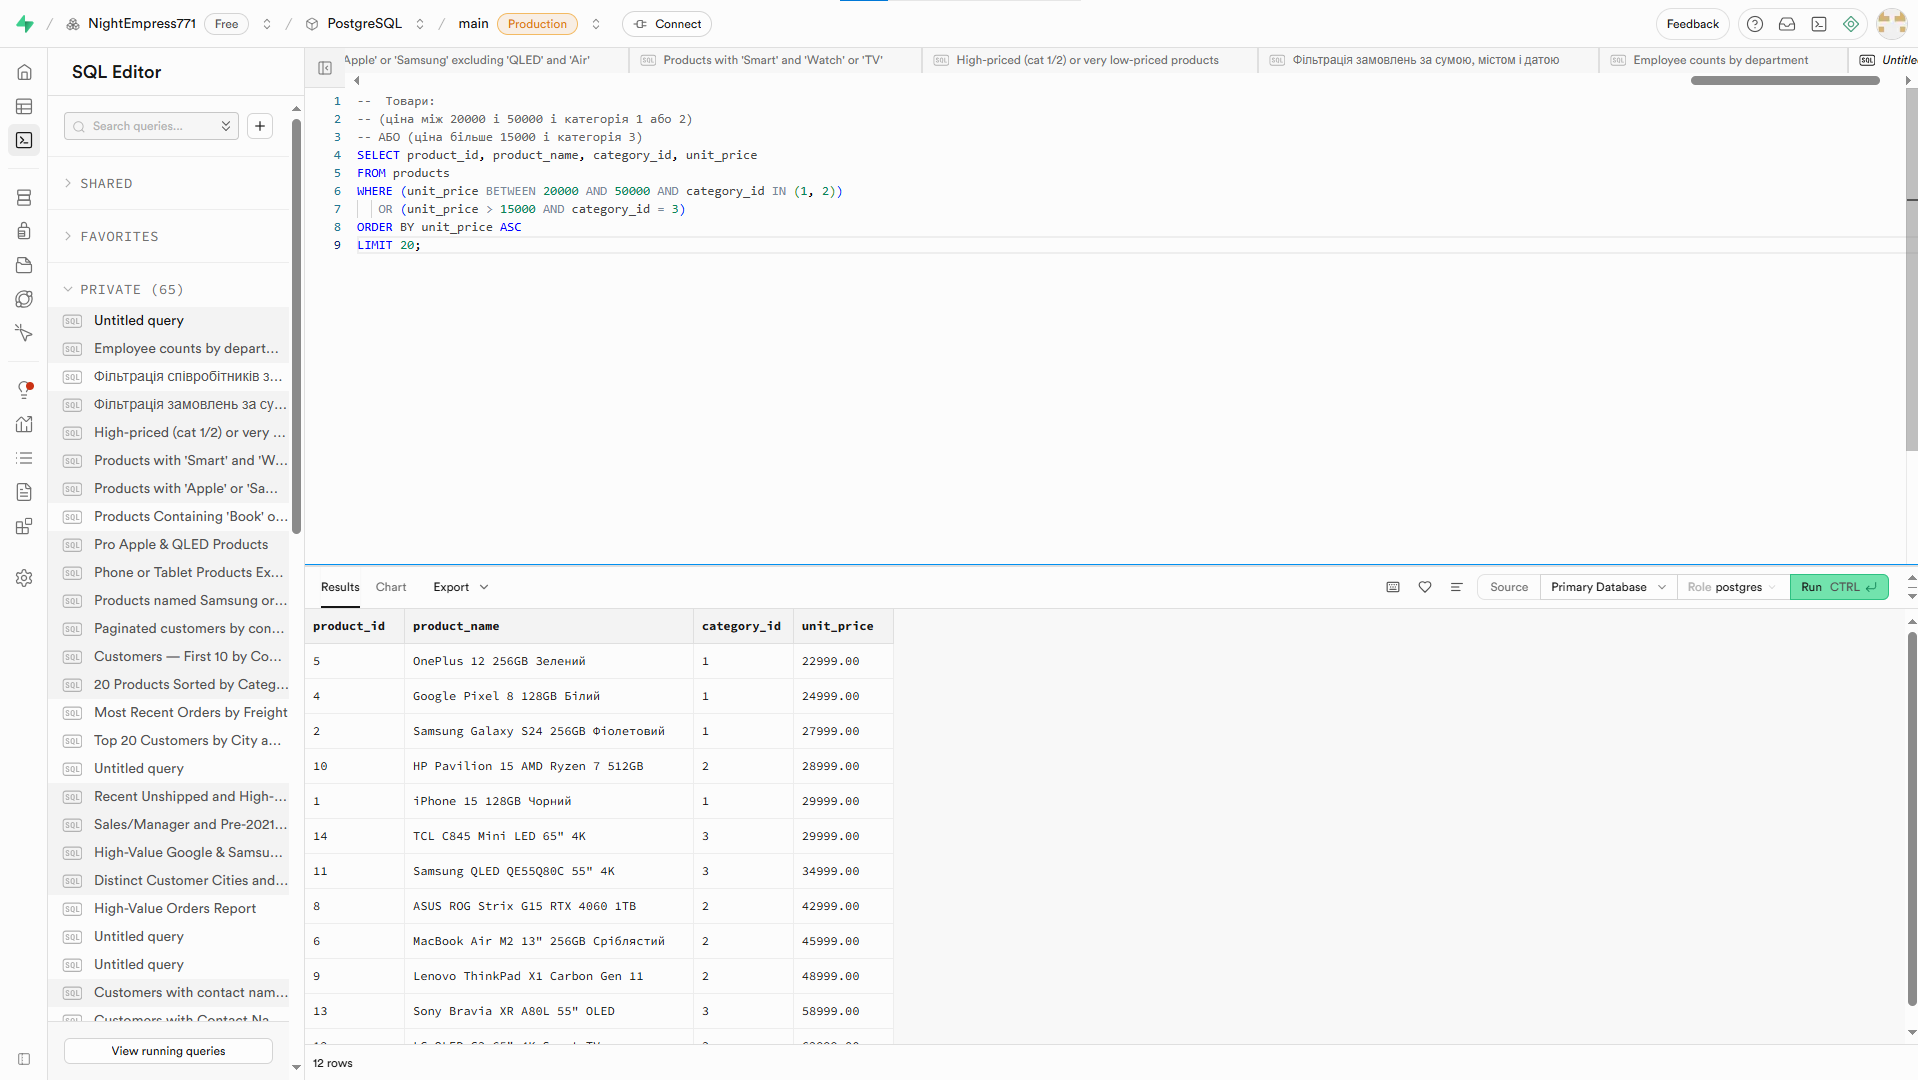 NightEmpress771 Free / PostgreSQL / main Production Connect Feedback
SQL Editor
Search queries...
SHARED
FAVORITES
PRIVATE (65)
Untitled query
Employee counts by depart...
Фільтрація співробітників з...
Фільтрація замовлень за су...
High-priced (cat 1/2) or very ...
Products with 'Smart' and 'W...
Products with 'Apple' or 'Sa...
Products Containing 'Book' o...
Pro Apple & QLED Products
Phone or Tablet Products Ex...
Products named Samsung or...
Paginated customers by con...
Customers — First 10 by Co...
20 Products Sorted by Categ...
Most Recent Orders by Freight
Top 20 Customers by City a...
Untitled query
Recent Unshipped and High-...
Sales/Manager and Pre-2021...
High-Value Google & Samsu...
Distinct Customer Cities and...
High-Value Orders Report
Untitled query
Untitled query
Customers with contact nam...
Customers with Contact Na...
View running queries
Apple' or 'Samsung' excluding 'QLED' and 'Air'
Products with 'Smart' and 'Watch' or 'TV'
High-priced (cat 1/2) or very low-priced products
Фільтрація замовлень за сумою, містом і датою
Employee counts by department
Untitle
1 -- Товари:
2 -- (ціна між 20000 і 50000 і категорія 1 або 2)
3 -- АБО (ціна більше 15000 і категорія 3)
4 SELECT product_id, product_name, category_id, unit_price
5 FROM products
6 WHERE (unit_price BETWEEN 20000 AND 50000 AND category_id IN (1, 2))
7 OR (unit_price > 15000 AND category_id = 3)
8 ORDER BY unit_price ASC
9 LIMIT 20;
Results Chart Export Source Primary Database Role postgres Run CTRL
product_id product_name category_id unit_price
5 OnePlus 12 256GB Зелений 1 22999.00
4 Google Pixel 8 128GB Білий 1 24999.00
2 Samsung Galaxy S24 256GB Фіолетовий 1 27999.00
10 HP Pavilion 15 AMD Ryzen 7 512GB 2 28999.00
1 iPhone 15 128GB Чорний 1 29999.00
14 TCL C845 Mini LED 65" 4K 3 29999.00
11 Samsung QLED QE55Q80C 55" 4K 3 34999.00
8 ASUS ROG Strix G15 RTX 4060 1TB 2 42999.00
6 MacBook Air M2 13" 256GB Сріблястий 2 45999.00
9 Lenovo ThinkPad X1 Carbon Gen 11 2 48999.00
13 Sony Bravia XR A80L 55" OLED 3 58999.00
12 rows